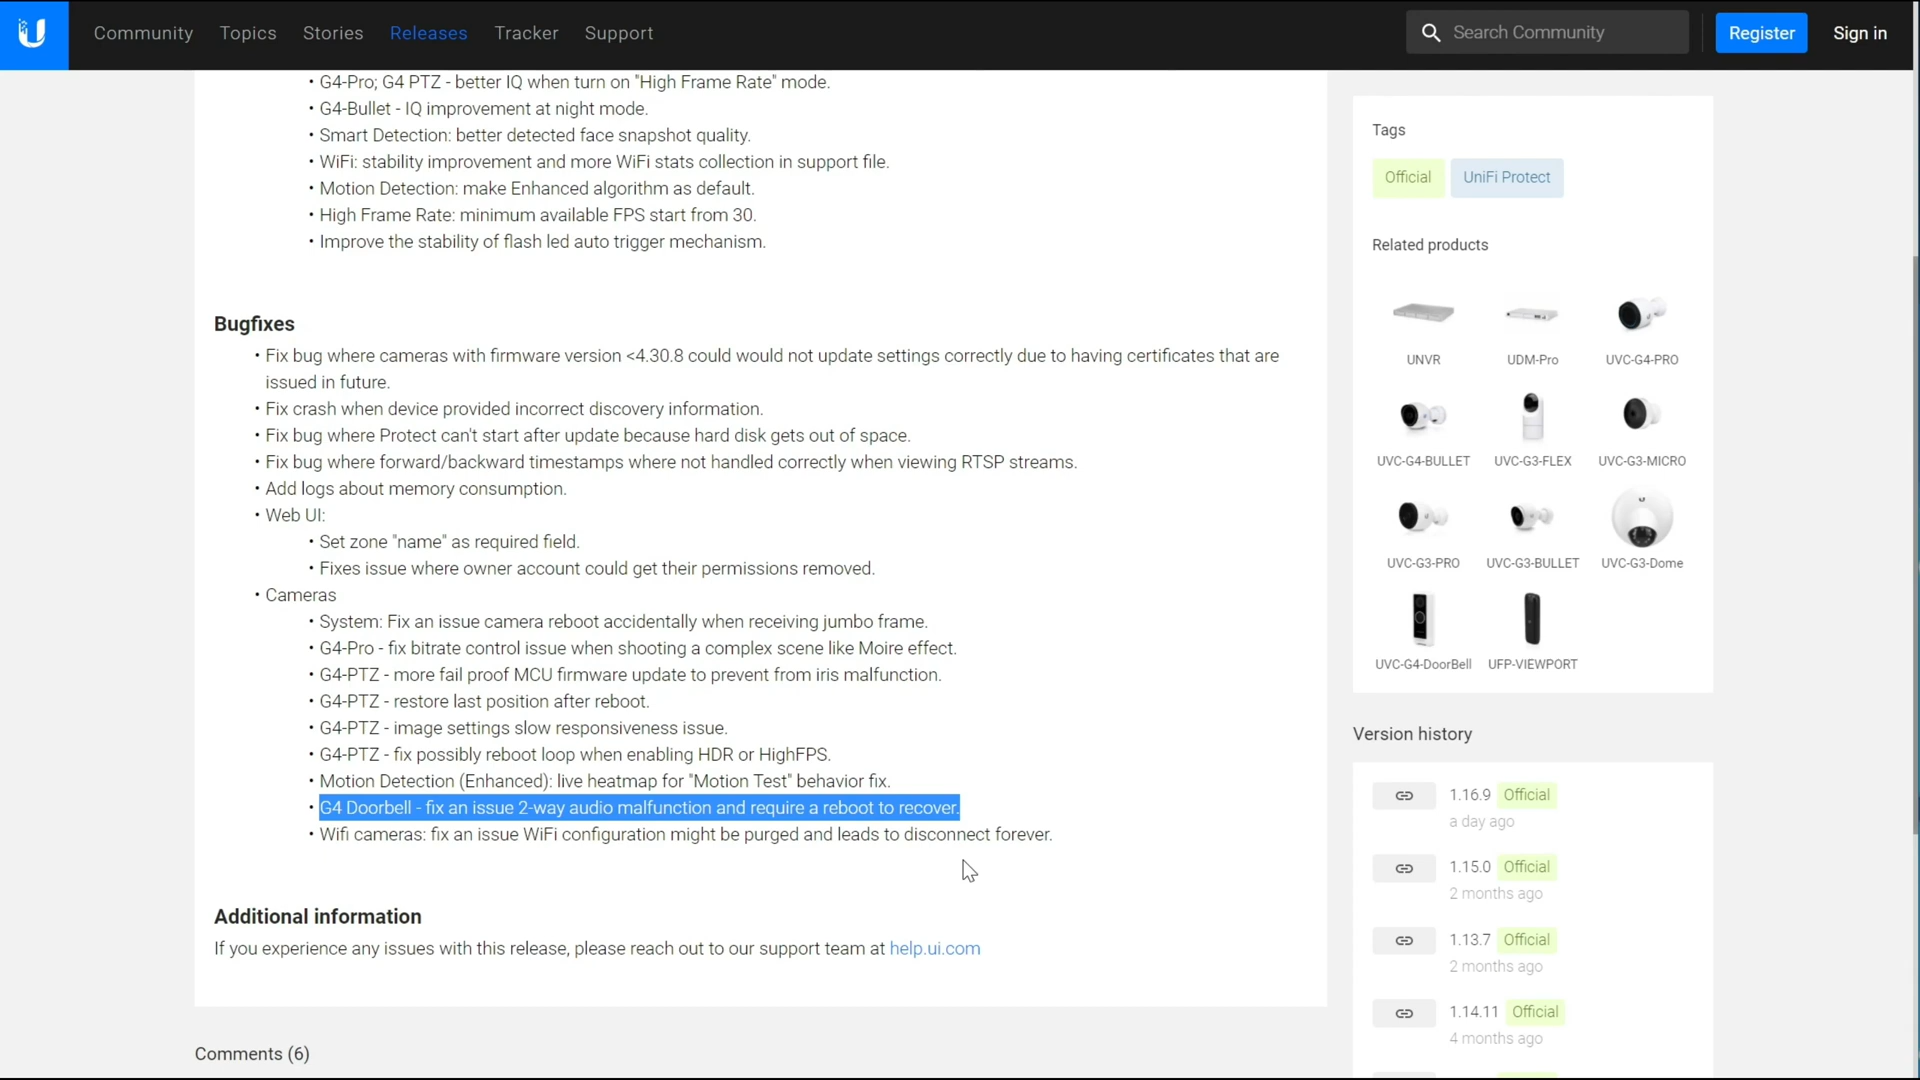 Community Topics Stories Releases Tracker Support Search Community Register Sign in
• G4-Pro; G4 PTZ - better IQ when turn on "High Frame Rate" mode.
• G4-Bullet - IQ improvement at night mode.
• Smart Detection: better detected face snapshot quality.
• WiFi: stability improvement and more WiFi stats collection in support file.
• Motion Detection: make Enhanced algorithm as default.
• High Frame Rate: minimum available FPS start from 30.
• Improve the stability of flash led auto trigger mechanism.
Bugfixes
• Fix bug where cameras with firmware version <4.30.8 could would not update settings correctly due to having certificates that are
issued in future.
• Fix crash when device provided incorrect discovery information.
• Fix bug where Protect can't start after update because hard disk gets out of space.
• Fix bug where forward/backward timestamps where not handled correctly when viewing RTSP streams.
• Add logs about memory consumption.
• Web UI:
• Set zone "name" as required field.
• Fixes issue where owner account could get their permissions removed.
• Cameras
• System: Fix an issue camera reboot accidentally when receiving jumbo frame.
• G4-Pro - fix bitrate control issue when shooting a complex scene like Moire effect.
• G4-PTZ - more fail proof MCU firmware update to prevent from iris malfunction.
• G4-PTZ - restore last position after reboot.
• G4-PTZ - image settings slow responsiveness issue.
• G4-PTZ - fix possibly reboot loop when enabling HDR or HighFPS.
• Motion Detection (Enhanced): live heatmap for "Motion Test" behavior fix.
• G4 Doorbell - fix an issue 2-way audio malfunction and require a reboot to recover.
• Wifi cameras: fix an issue WiFi configuration might be purged and leads to disconnect forever.
Additional information
If you experience any issues with this release, please reach out to our support team at help.ui.com
Comments (6)
Tags
Official UniFi Protect
Related products
UNVR UDM-Pro UVC-G4-PRO
UVC-G4-BULLET UVC-G3-FLEX UVC-G3-MICRO
UVC-G3-PRO UVC-G3-BULLET UVC-G3-Dome
UVC-G4-DoorBell UFP-VIEWPORT
Version history
1.16.9 Official
a day ago
1.15.0 Official
2 months ago
1.13.7 Official
2 months ago
1.14.11 Official
4 months ago